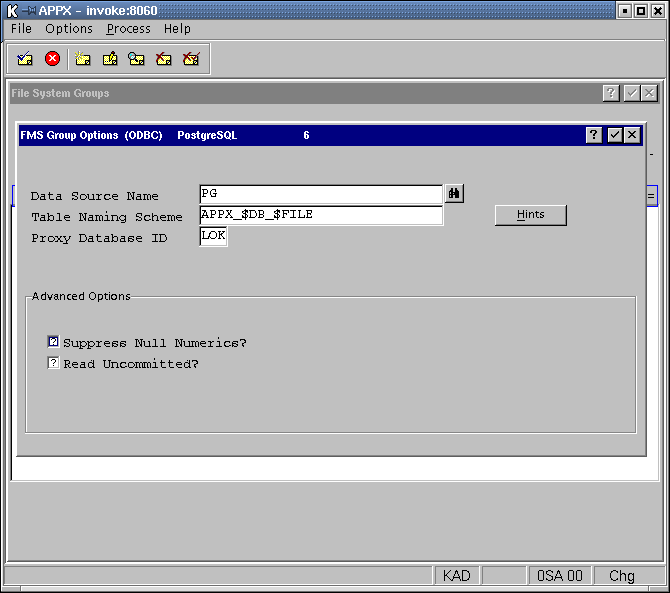 K APPX - invoke:8060
File Options Process Help
File System Groups ?
FMS Group Options (ODBC) PostgreSQL 6 ?
Data Source Name PG
Table Naming Scheme APPX_$DB_$FILE
Hints
Proxy Database ID LOK
Advanced Options
? Suppress Null Numerics?
? Read Uncommitted?
KAD 0SA 00 Chg